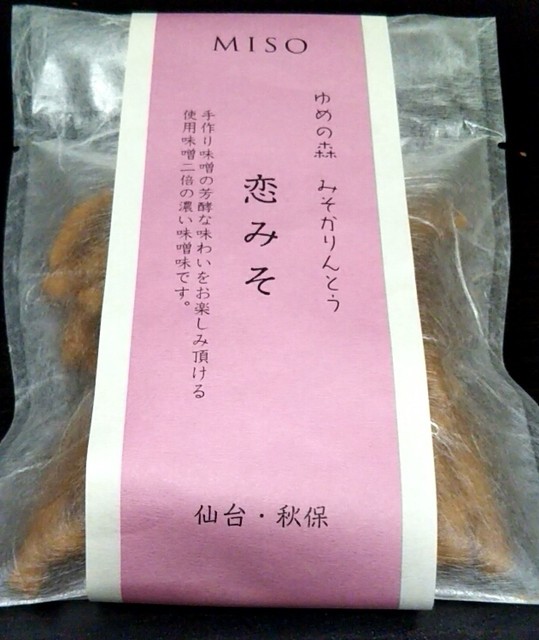 MISO
ゆめの森 みそかりんとう
恋みそ
手作り味噌の芳酵な味わいをお楽しみ頂ける
使用味噌二倍の濃い味噌味です。
仙台・秋保